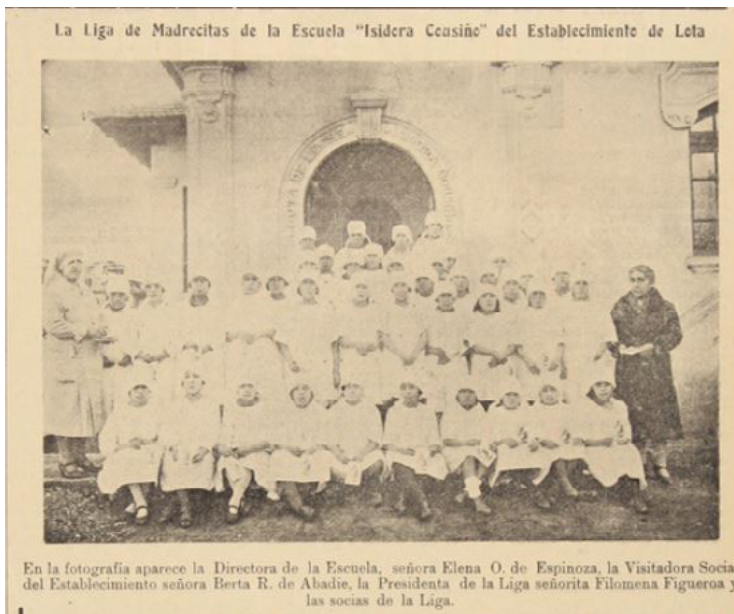 La Liga de Madrecitas de la Escuela "Isidora Cousiño" del Establecimiento de Lota
En la fotografía aparece la Directora de la Escuela, señora Elena O. de Espinoza, la Visitadora Socia
del Establecimiento señora Berta R. de Abadie, la Presidenta de la Liga señorita Filomena Figueroa y
las socias de la Liga.